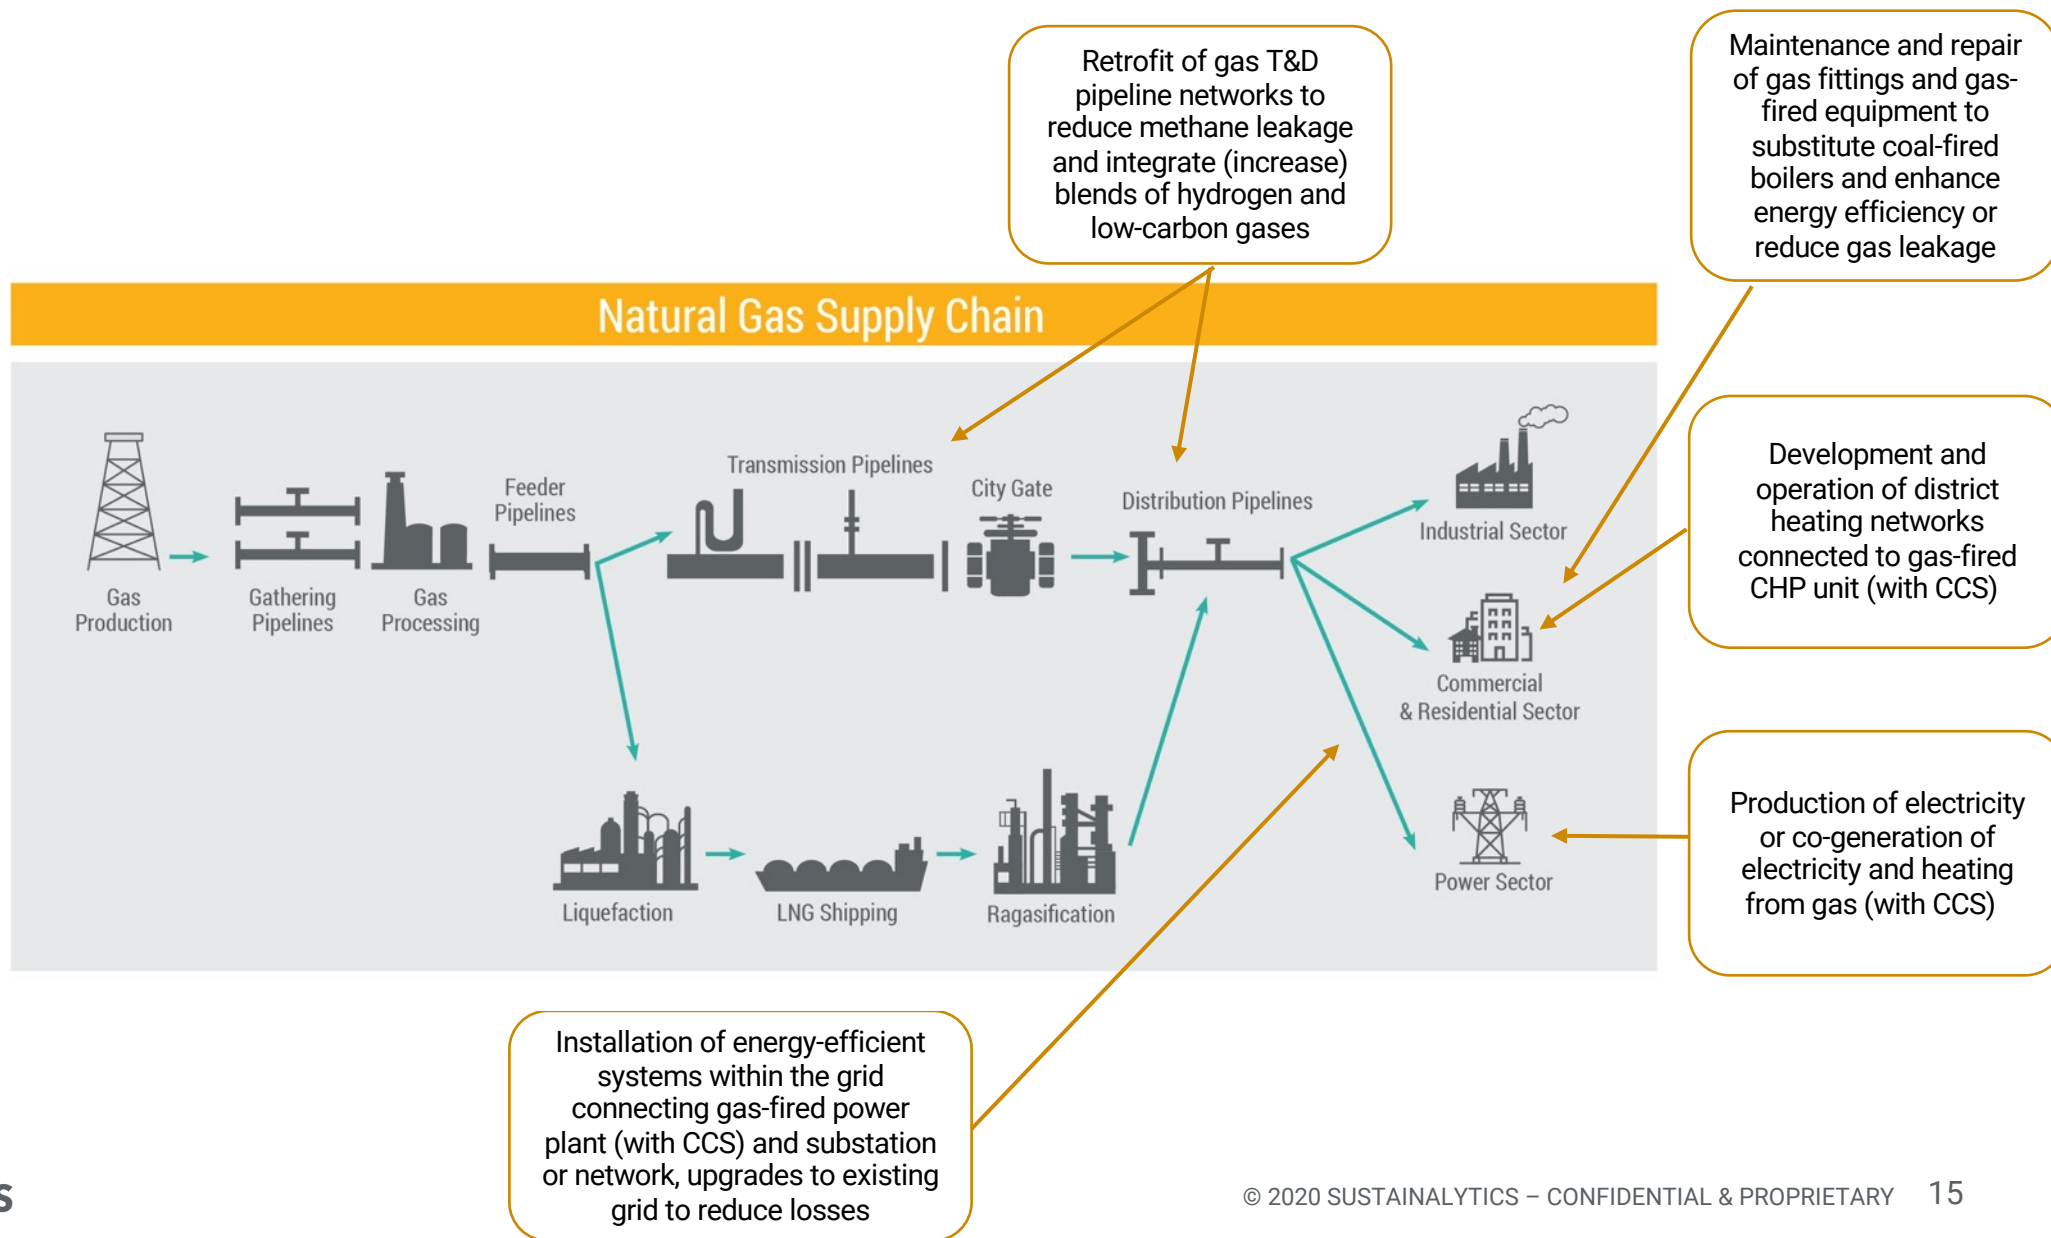 Retrofit of gas T&D
pipeline networks to
reduce methane leakage
and integrate (increase)
blends of hydrogen and
low-carbon gases
Maintenance and repair
of gas fittings and gas-
fired equipment to
substitute coal-fired
boilers and enhance
energy efficiency or
reduce gas leakage
Natural Gas Supply Chain
Gas
Production
Gathering
Pipelines
Gas
Processing
Feeder
Pipelines
Transmission Pipelines
City Gate
Distribution Pipelines
Industrial Sector
Commercial
& Residential Sector
Power Sector
Liquefaction
LNG Shipping
Ragasification
Development and
operation of district
heating networks
connected to gas-fired
CHP unit (with CCS)
Production of electricity
or co-generation of
electricity and heating
from gas (with CCS)
Installation of energy-efficient
systems within the grid
connecting gas-fired power
plant (with CCS) and substation
or network, upgrades to existing
grid to reduce losses
s
© 2020 SUSTAINALYTICS – CONFIDENTIAL & PROPRIETARY 15